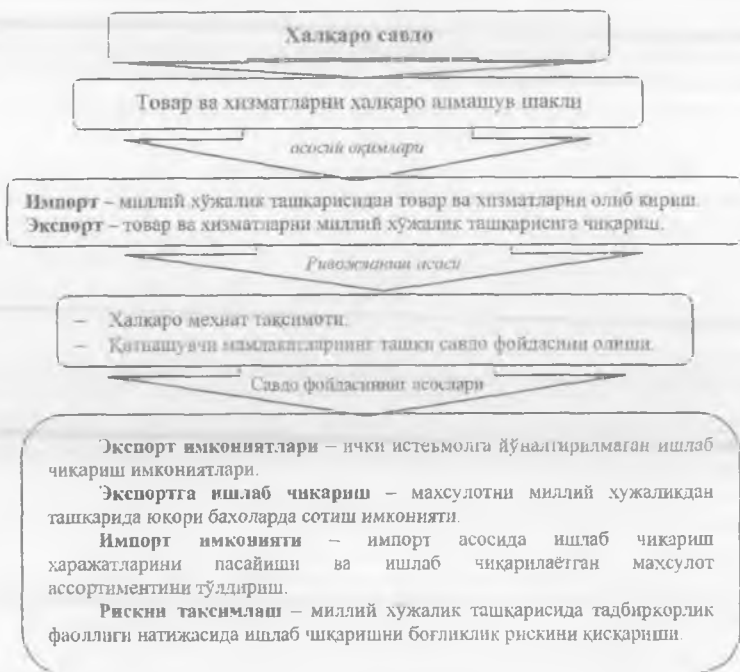 Халқаро савдо
Товар ва хизматларни халқаро алмашув шакли
асосий оқимлари
Импорт – миллий хўжалик ташқарисидан товар ва хизматларни олиб кириш.
Экспорт – товар ва хизматларни миллий хўжалик ташқарисига чиқариш.
Ривожланиш асоси
– Халқаро меҳнат тақсимоти.
– Қатнашувчи мамлакатларнинг ташқи савдо фойдасини олиши.
Савдо фойдасининг асослари
Экспорт имкониятлари – ички истеъмолга йўналтирилмаган ишлаб
чиқариш имкониятлари.
Экспортга ишлаб чиқариш – маҳсулотни миллий хужаликдан
ташқарида юқори баҳоларда сотиш имконияти.
Импорт имконияти – импорт асосида ишлаб чиқариш
харажатларини пасайиши ва ишлаб чиқарилаётган маҳсулот
ассортиментини тўлдириш.
Рискни тақсимлаш – миллий хужалик ташқарисида тадбиркорлик
фаоллиги натижасида ишлаб чиқаришни боғлиқлик рискини қисқариши.